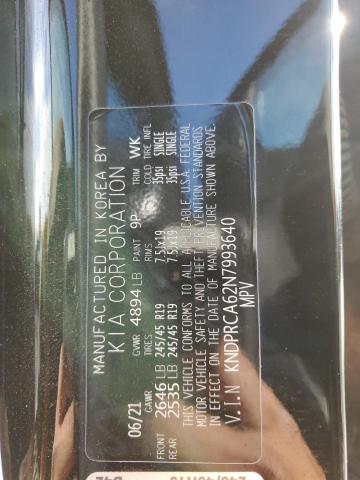 MANUFACTURED IN KOREA BY
KIA CORPORATION
06/21 GVWR 4894 LB PAINT 9P TRIM WK
GAWR TIRES RIMS COLD TIRE INFL
FRONT 2646 LB 245/45 R19 7.5Jx19 35psi SINGLE
REAR 2535 LB 245/45 R19 7.5Jx19 35psi SINGLE
THIS VEHICLE CONFORMS TO ALL APPLICABLE U.S.A. FEDERAL
MOTOR VEHICLE SAFETY AND THEFT PREVENTION STANDARDS
IN EFFECT ON THE DATE OF MANUFACTURE SHOWN ABOVE.
V.I.N KNDPRCA62N7993640
MPV